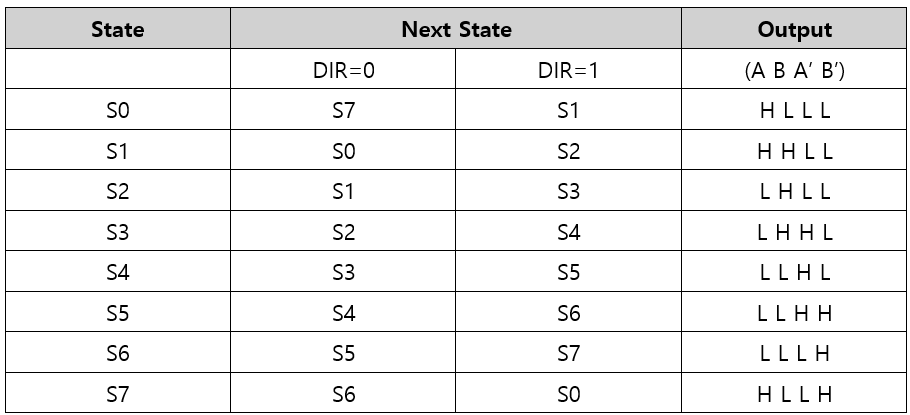 State Next State Output
DIR=0 DIR=1 (A B A’ B’)
S0 S7 S1 H L L L
S1 S0 S2 H H L L
S2 S1 S3 L H L L
S3 S2 S4 L H H L
S4 S3 S5 L L H L
S5 S4 S6 L L H H
S6 S5 S7 L L L H
S7 S6 S0 H L L H